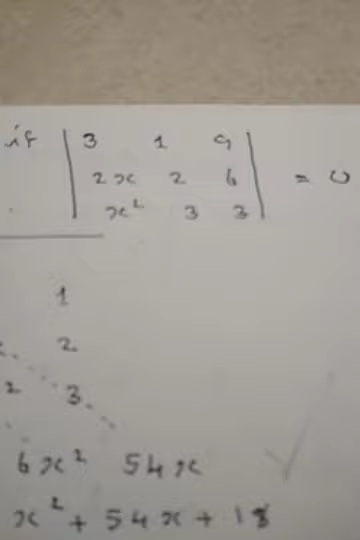 if | 3 1 9 |
| 2x 2 6 | = 0
| x² 3 3 |
1
2
2 3
6x² 54x
x² + 54x + 18